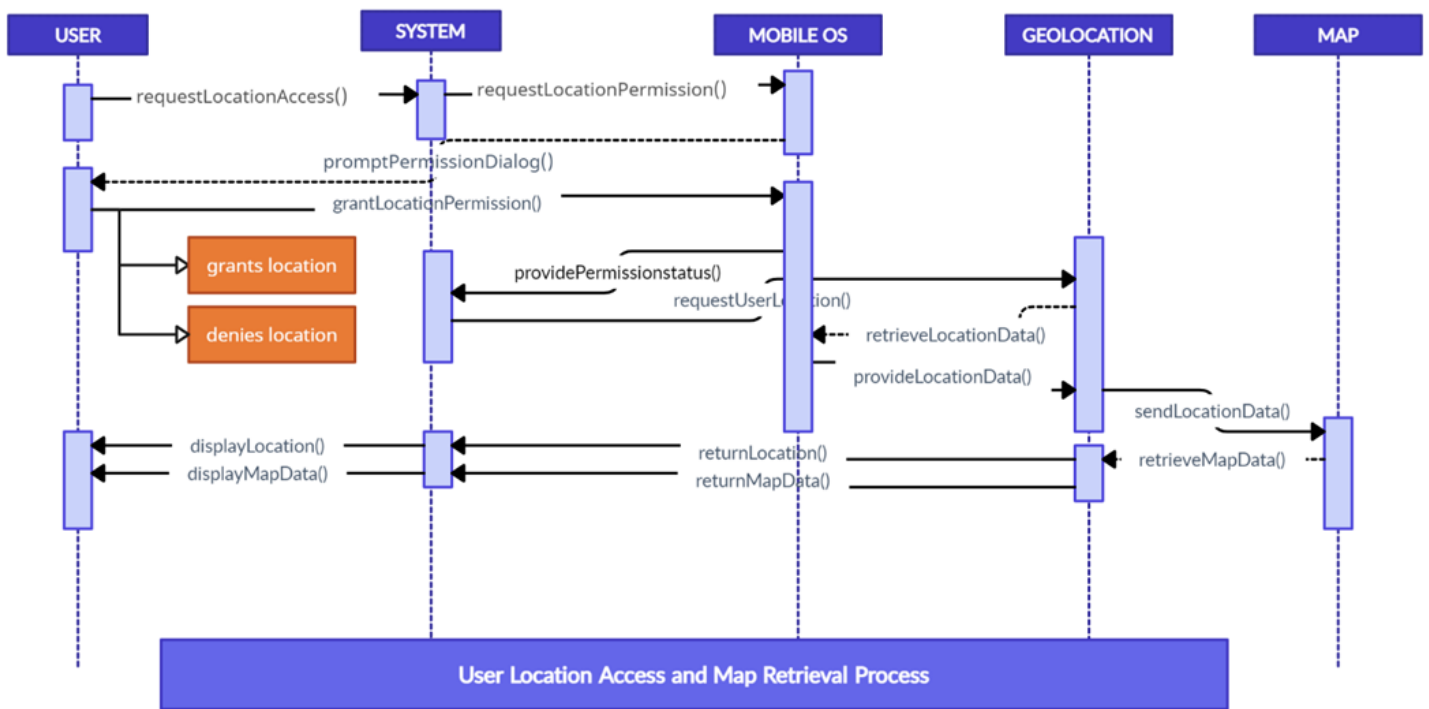 USER
SYSTEM
MOBILE OS
GEOLOCATION
MAP
requestLocationAccess()
requestLocationPermission()
promptPermissionDialog()
grantLocationPermission()
grants location
providePermissionstatus()
requestUserLocation()
denies location
retrieveLocationData()
provideLocationData()
sendLocationData()
displayLocation()
returnLocation()
retrieveMapData()
displayMapData()
returnMapData()
User Location Access and Map Retrieval Process